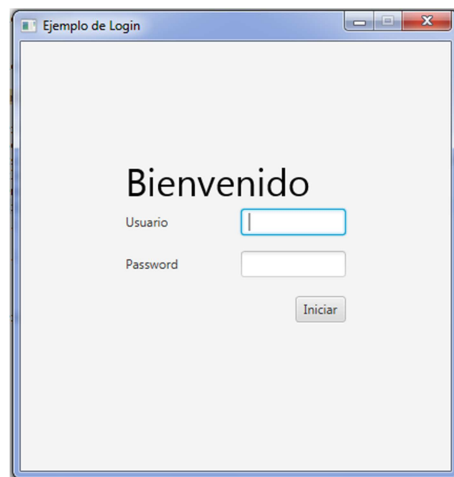 Ejemplo de Login
Bienvenido
Usuario
Password
Iniciar